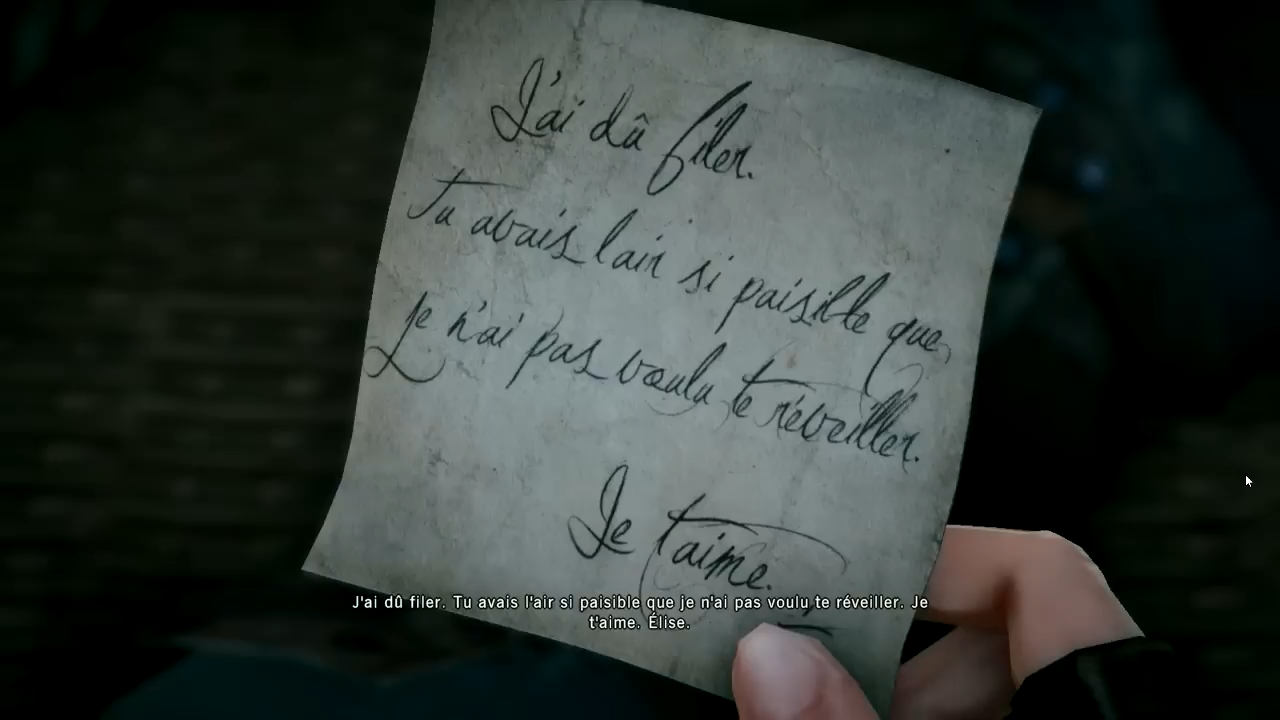 J'ai dû filer.
Tu avais l'air si paisible que
je n'ai pas voulu te réveiller.
Je t'aime.
J'ai dû filer. Tu avais l'air si paisible que je n'ai pas voulu te réveiller. Je
t'aime. Élise.